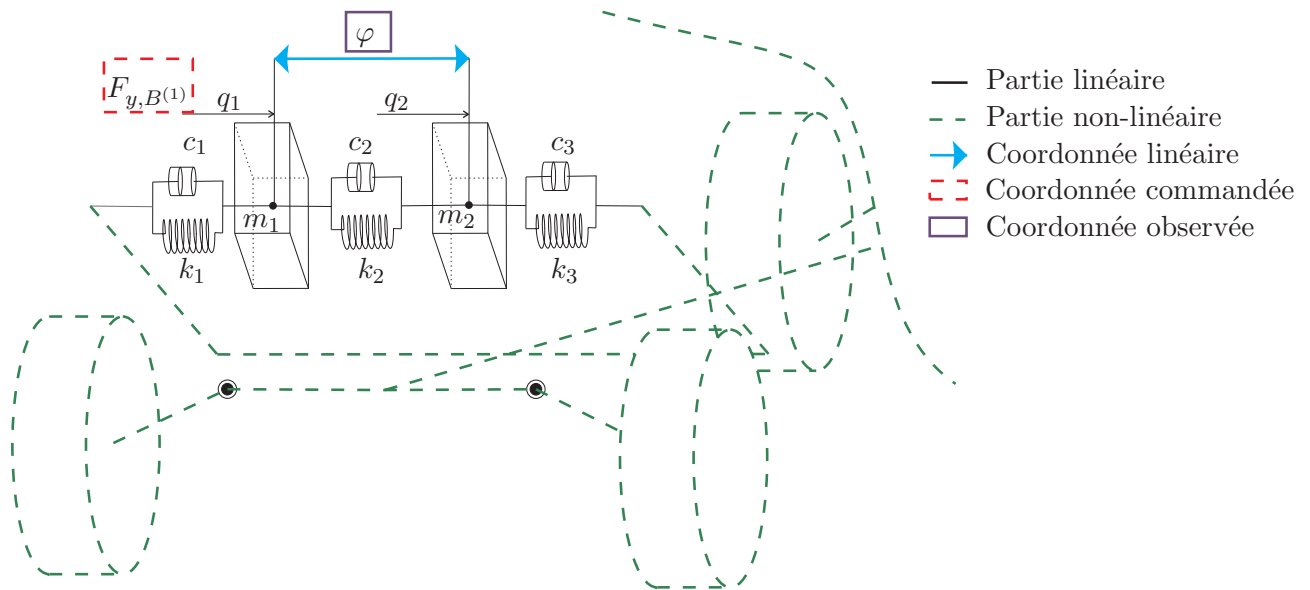 φ
F_{y,B^{(1)}}
q_1
q_2
c_1
c_2
c_3
m_1
m_2
k_1
k_2
k_3
Partie linéaire
Partie non-linéaire
Coordonnée linéaire
Coordonnée commandée
Coordonnée observée